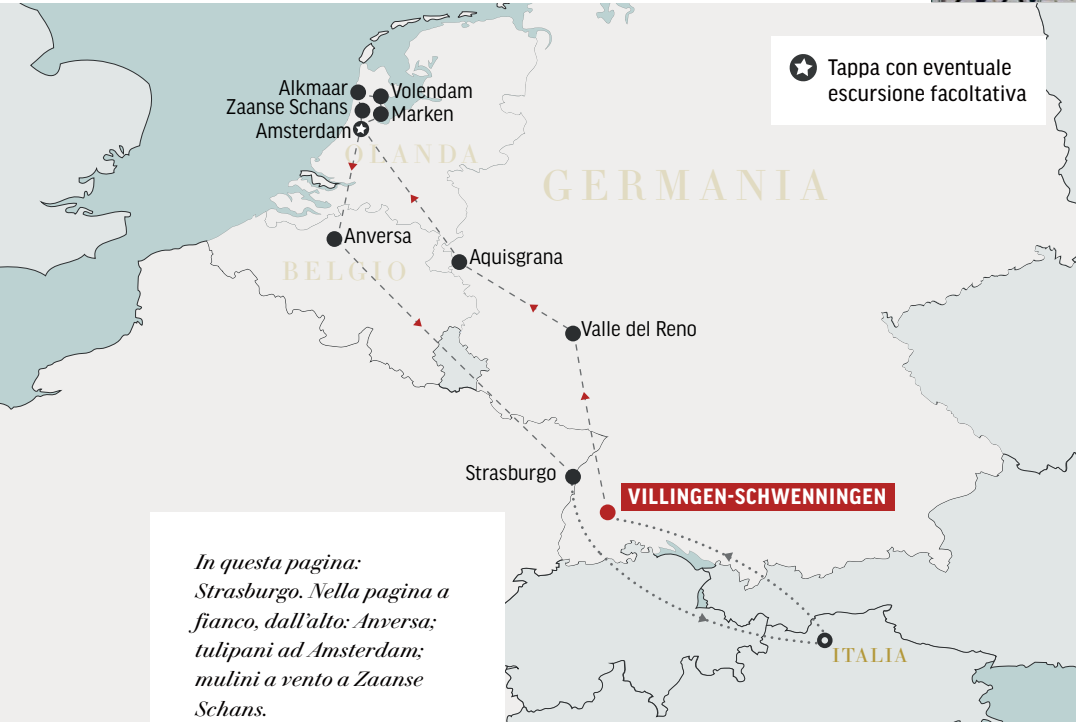 Tappa con eventuale
escursione facoltativa
Alkmaar
Volendam
Zaanse Schans
Marken
Amsterdam
OLANDA
GERMANIA
Anversa
BELGIO
Aquisgrana
Valle del Reno
Strasburgo
VILLINGEN-SCHWENNINGEN
ITALIA
In questa pagina:
Strasburgo. Nella pagina a
fianco, dall'alto: Anversa;
tulipani ad Amsterdam;
mulini a vento a Zaanse
Schans.